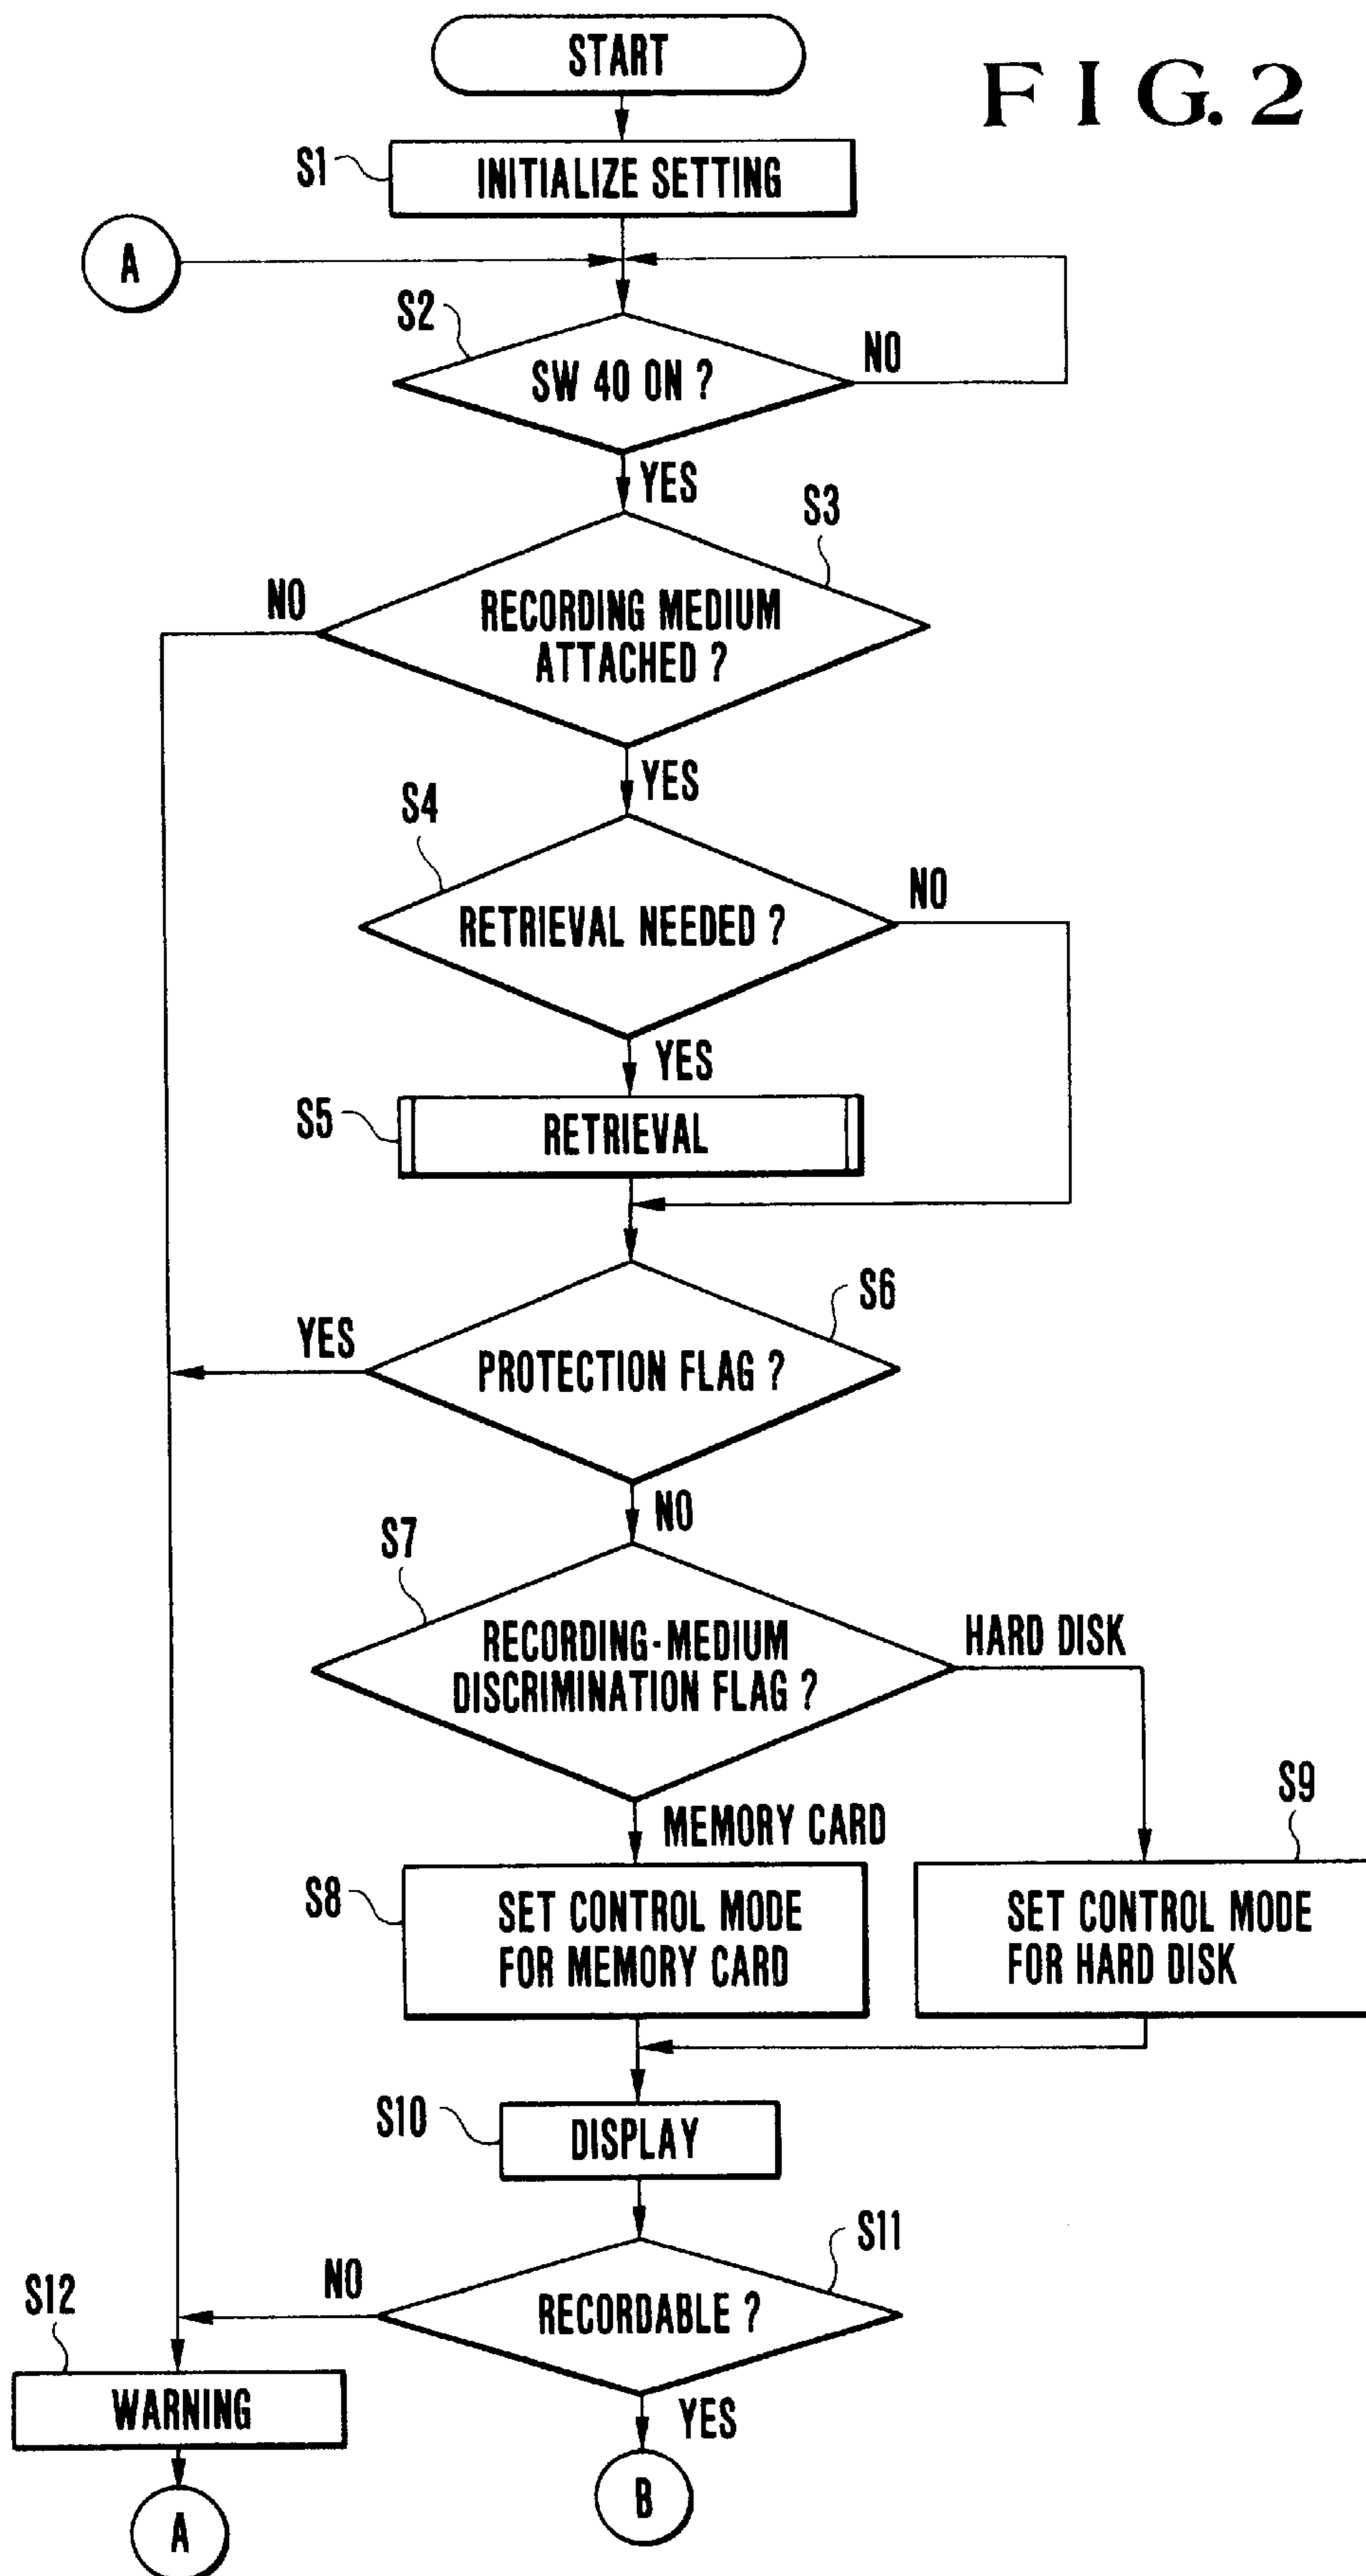 START
FIG. 2
S1
INITIALIZE SETTING
A
S2
SW 40 ON ?
NO
YES
S3
NO
RECORDING MEDIUM
ATTACHED ?
YES
S4
NO
RETRIEVAL NEEDED ?
YES
S5
RETRIEVAL
S6
YES
PROTECTION FLAG ?
NO
S7
HARD DISK
RECORDING-MEDIUM
DISCRIMINATION FLAG ?
MEMORY CARD
S9
S8
SET CONTROL MODE
FOR MEMORY CARD
SET CONTROL MODE
FOR HARD DISK
S10
DISPLAY
S11
NO
S12
RECORDABLE ?
WARNING
YES
B
A